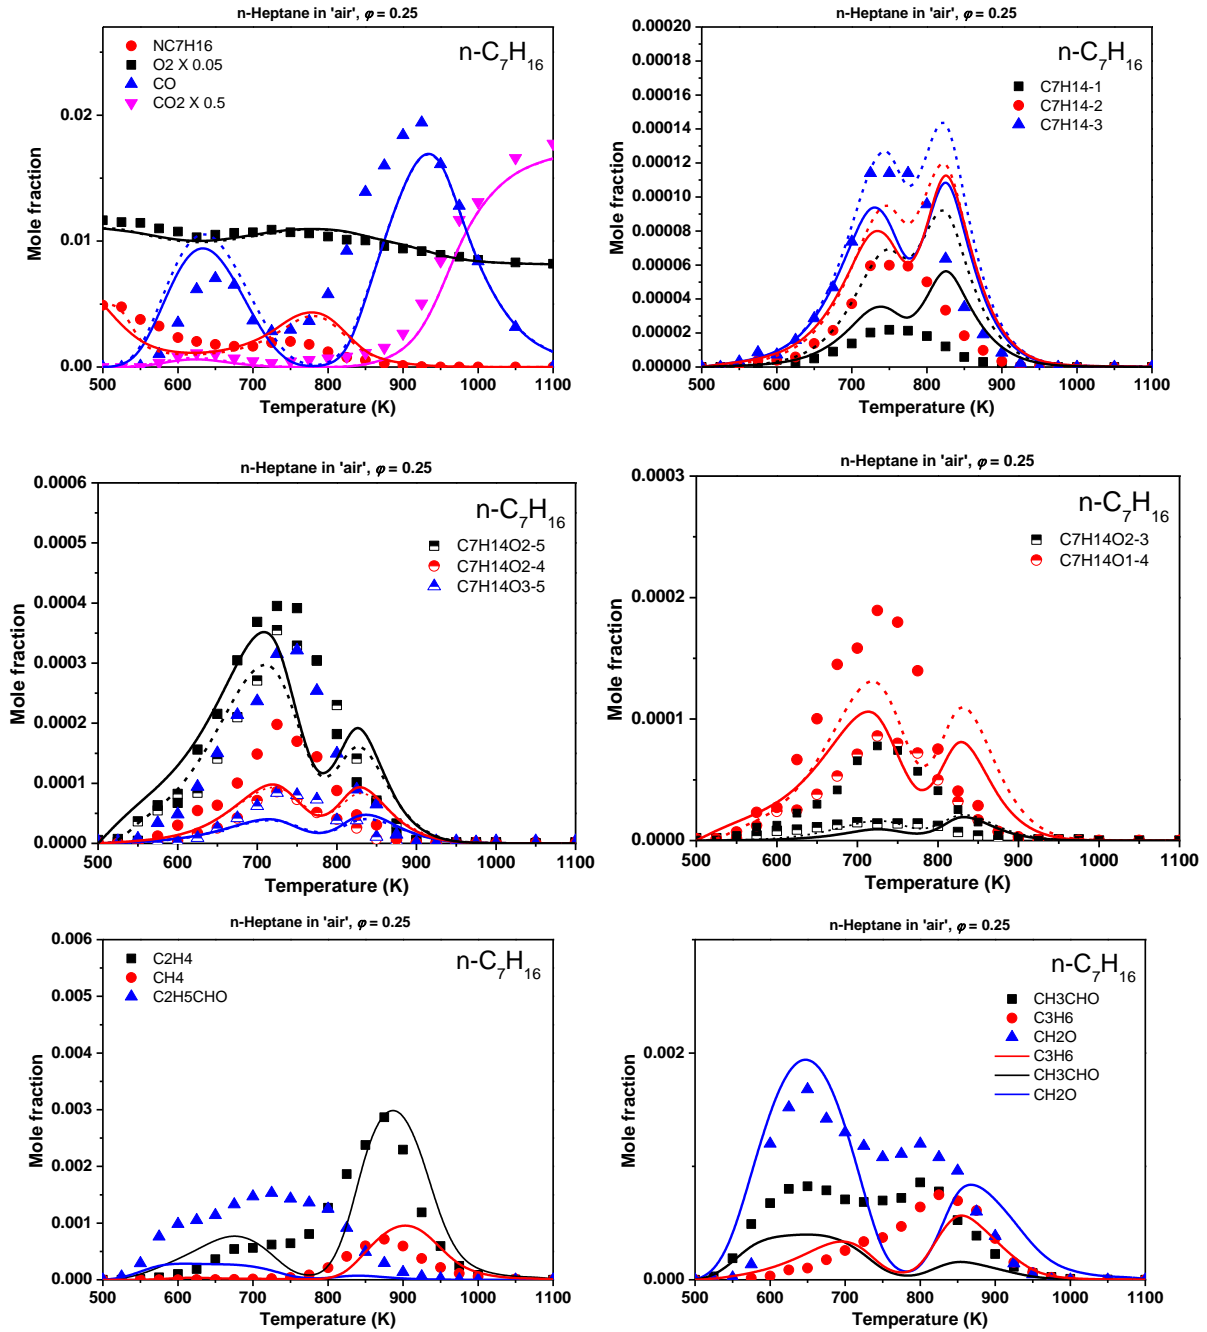 n-Heptane in 'air', φ = 0.25
n-C7H16
NC7H16
O2 X 0.05
CO
CO2 X 0.5
0.02
0.01
0.00
Mole fraction
500 600 700 800 900 1000 1100
Temperature (K)
n-Heptane in 'air', φ = 0.25
n-C7H16
C7H14-1
C7H14-2
C7H14-3
0.00020
0.00018
0.00016
0.00014
0.00012
0.00010
0.00008
0.00006
0.00004
0.00002
0.00000
Mole fraction
500 600 700 800 900 1000 1100
Temperature (K)
n-Heptane in 'air', φ = 0.25
n-C7H16
C7H14O2-5
C7H14O2-4
C7H14O3-5
0.0006
0.0005
0.0004
0.0003
0.0002
0.0001
0.0000
Mole fraction
500 600 700 800 900 1000 1100
Temperature (K)
n-Heptane in 'air', φ = 0.25
n-C7H16
C7H14O2-3
C7H14O1-4
0.0003
0.0002
0.0001
0.0000
Mole fraction
500 600 700 800 900 1000 1100
Temperature (K)
n-Heptane in 'air', φ = 0.25
n-C7H16
C2H4
CH4
C2H5CHO
0.006
0.005
0.004
0.003
0.002
0.001
0.000
Mole fraction
500 600 700 800 900 1000 1100
Temperature (K)
n-Heptane in 'air', φ = 0.25
n-C7H16
CH3CHO
C3H6
CH2O
C3H6
CH3CHO
CH2O
0.002
0.000
Mole fraction
500 600 700 800 900 1000 1100
Temperature (K)